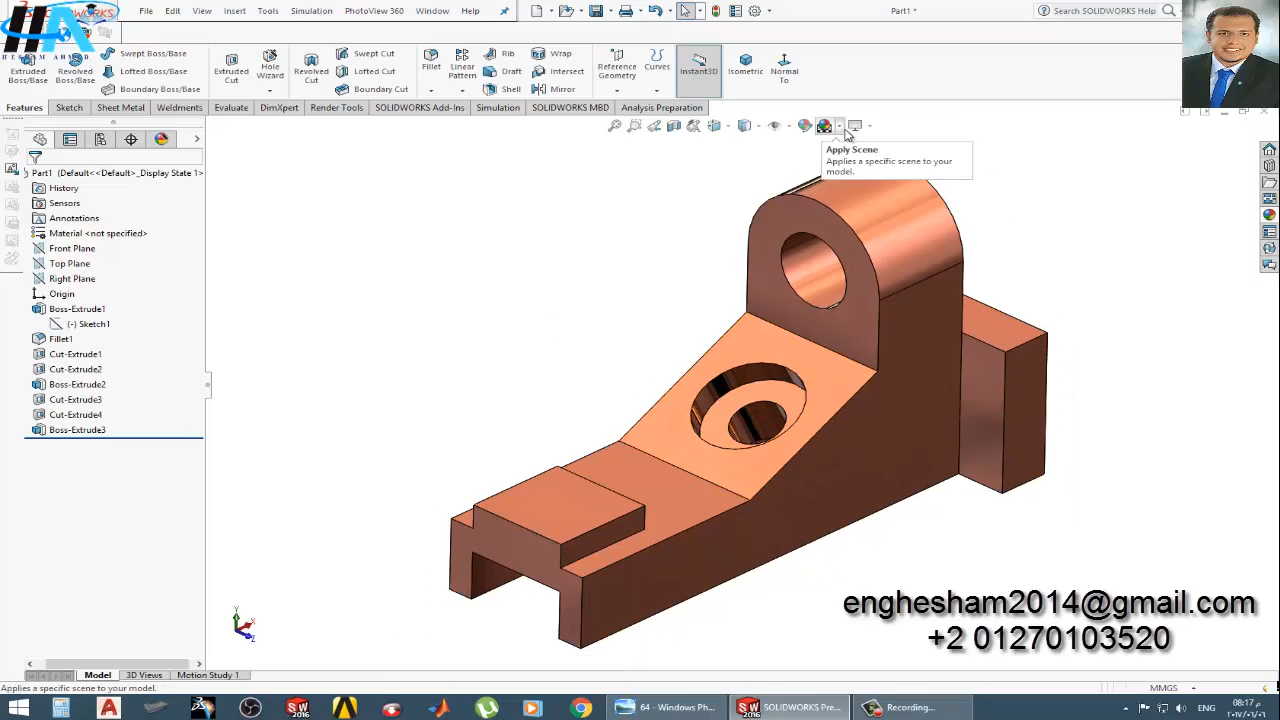 SOLIDWORKS
File Edit View Insert Tools Simulation PhotoView 360 Window Help
Part1 *
Search SOLIDWORKS Help
HA
HESHAM AHMED
Extruded Boss/Base
Revolved Boss/Base
Swept Boss/Base
Lofted Boss/Base
Boundary Boss/Base
Extruded Cut
Hole Wizard
Revolved Cut
Swept Cut
Lofted Cut
Boundary Cut
Fillet
Linear Pattern
Rib
Draft
Shell
Wrap
Intersect
Mirror
Reference Geometry
Curves
Instant3D
Isometric
Normal To
Features Sketch Sheet Metal Weldments Evaluate DimXpert Render Tools SOLIDWORKS Add-Ins Simulation SOLIDWORKS MBD Analysis Preparation
Apply Scene
Applies a specific scene to your
model.
Part1 (Default<<Default>_Display State 1>
History
Sensors
Annotations
Material <not specified>
Front Plane
Top Plane
Right Plane
Origin
Boss-Extrude1
(-) Sketch1
Fillet1
Cut-Extrude1
Cut-Extrude2
Boss-Extrude2
Cut-Extrude3
Cut-Extrude4
Boss-Extrude3
Y
X
Z
enghesham2014@gmail.com
+2 01270103520
Model 3D Views Motion Study 1
Applies a specific scene to your model.
MMGS
64 - Windows Ph...
SOLIDWORKS Pre...
Recording...
ENG
08:17 م